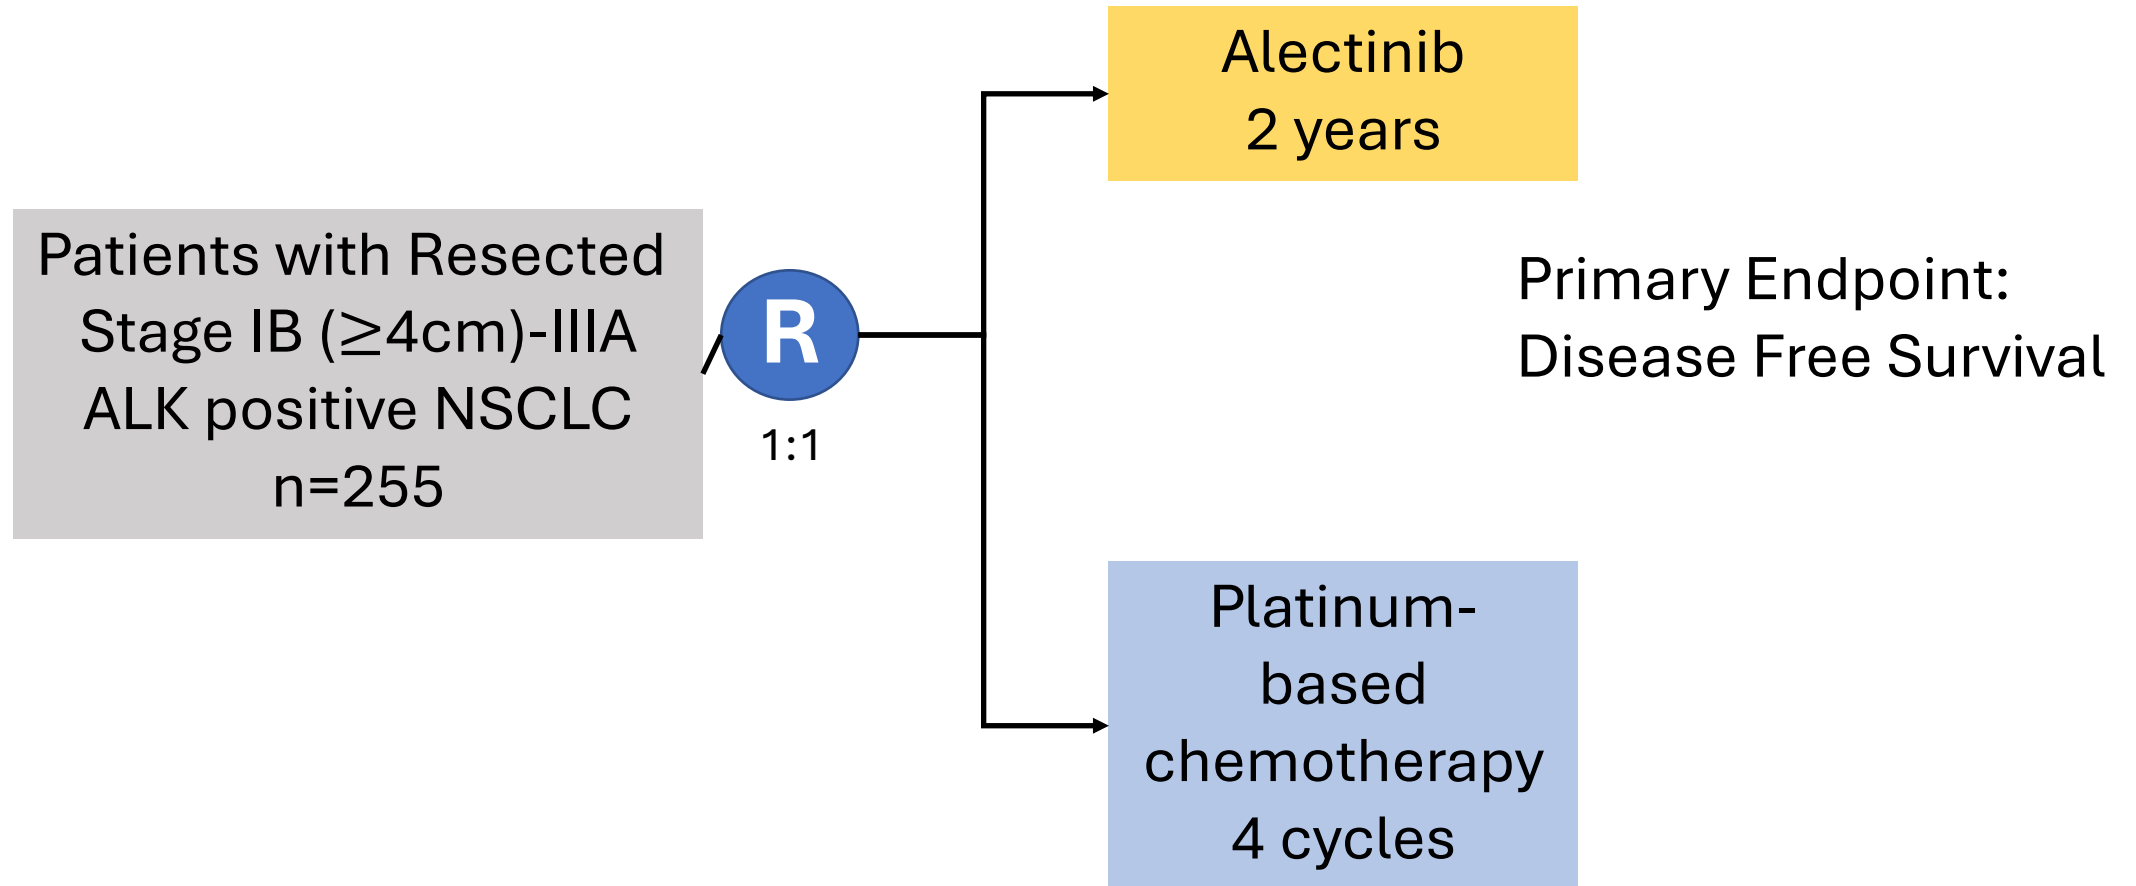 Patients with Resected
Stage IB (≥4cm)-IIIA
ALK positive NSCLC
n=255
R
1:1
Alectinib
2 years
Primary Endpoint:
Disease Free Survival
Platinum-
based
chemotherapy
4 cycles